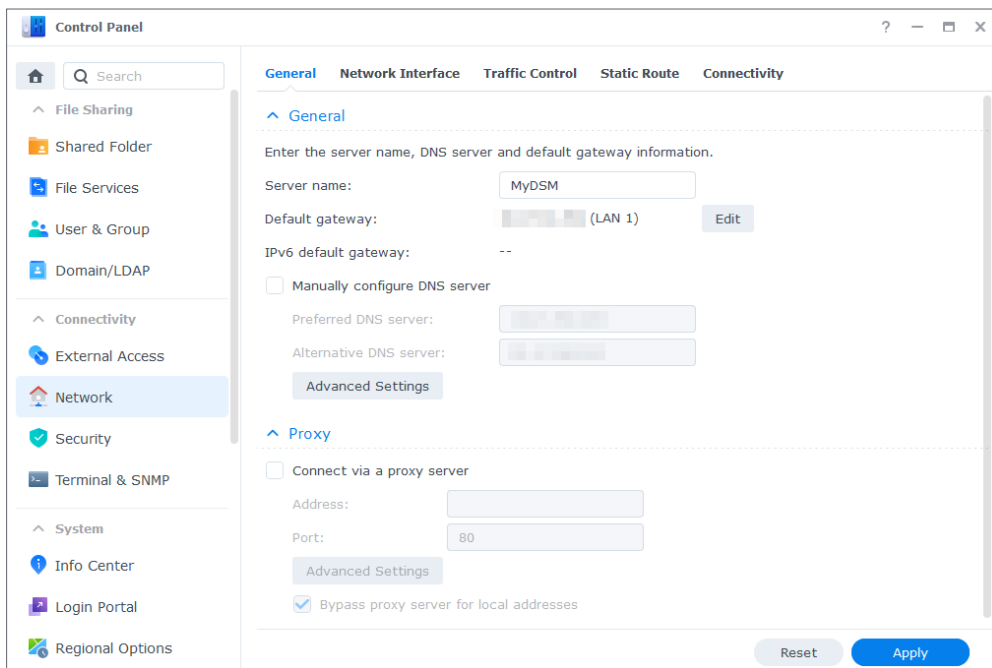 Control Panel
?
Search
General Network Interface Traffic Control Static Route Connectivity
File Sharing
Shared Folder
File Services
User & Group
Domain/LDAP
Connectivity
External Access
Network
Security
Terminal & SNMP
System
Info Center
Login Portal
Regional Options
General
Enter the server name, DNS server and default gateway information.
Server name: MyDSM
Default gateway: (LAN 1) Edit
IPv6 default gateway: --
Manually configure DNS server
Preferred DNS server:
Alternative DNS server:
Advanced Settings
Proxy
Connect via a proxy server
Address:
Port: 80
Advanced Settings
Bypass proxy server for local addresses
Reset Apply